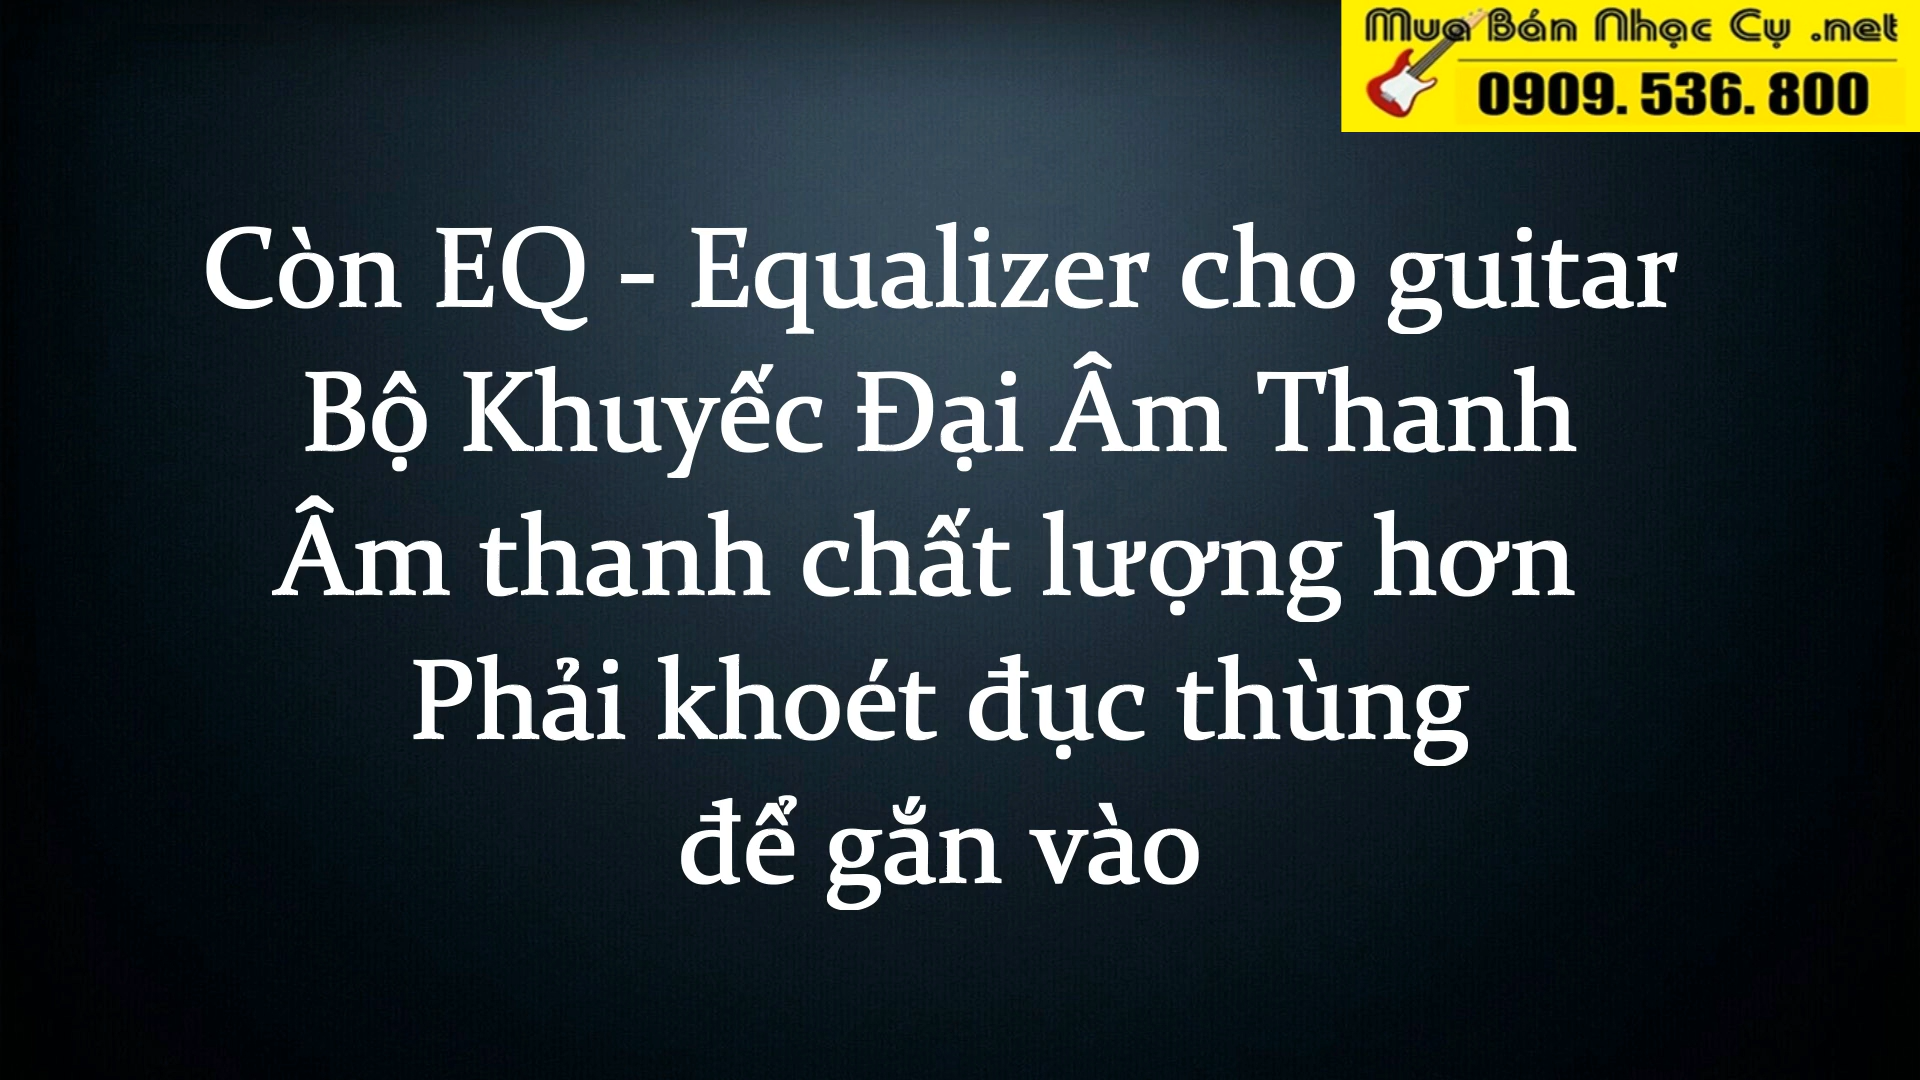 Mua Bán Nhạc Cụ .net
0909. 536. 800
Còn EQ - Equalizer cho guitar
Bộ Khuyếc Đại Âm Thanh
Âm thanh chất lượng hơn
Phải khoét đục thùng
để gắn vào